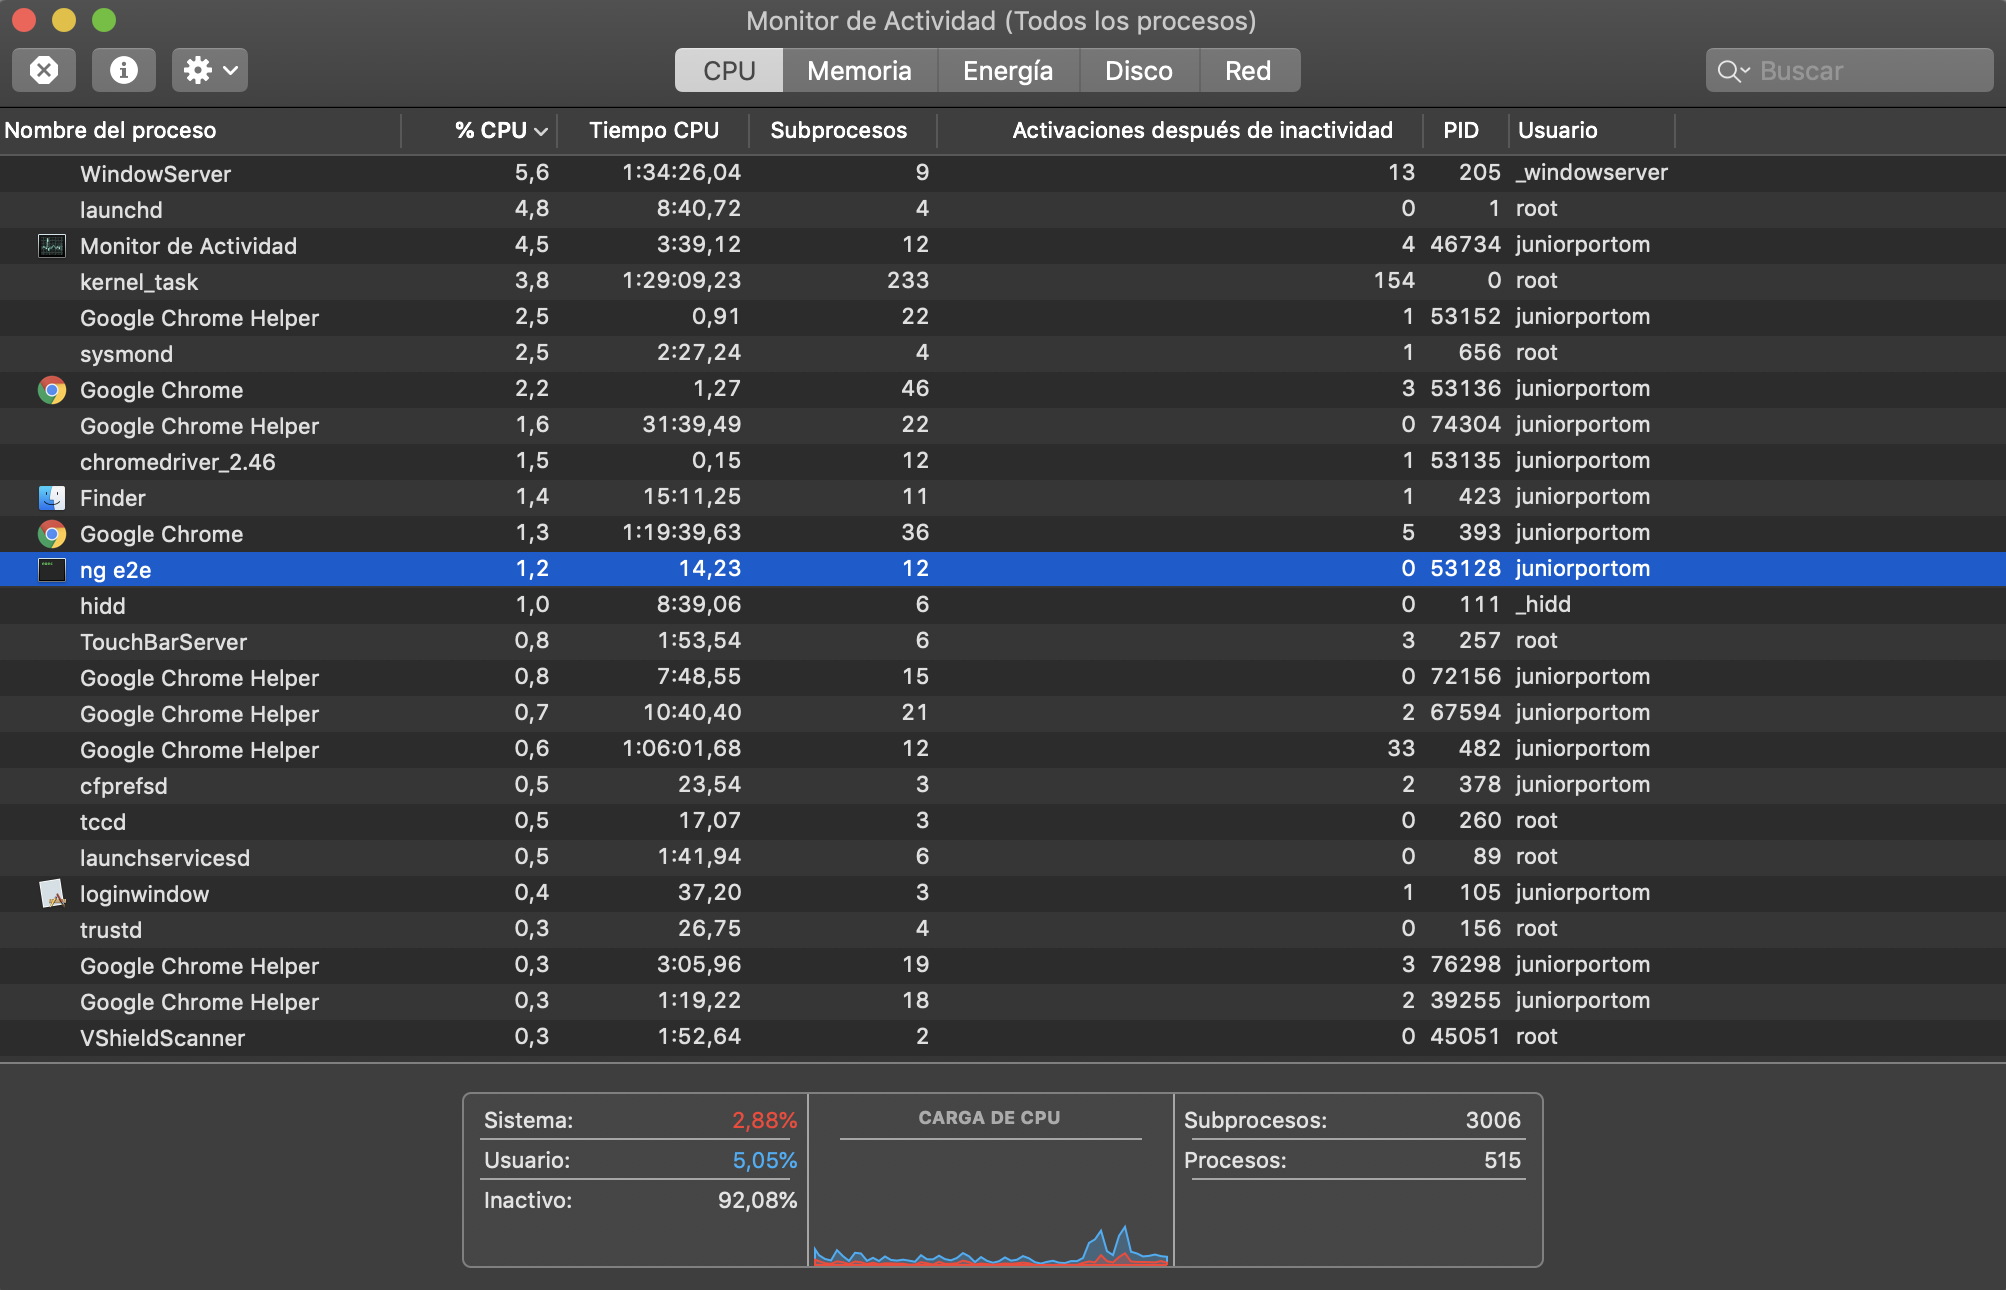 Monitor de Actividad (Todos los procesos)
CPU Memoria Energía Disco Red Buscar
Nombre del proceso % CPU Tiempo CPU Subprocesos Activaciones después de inactividad PID Usuario
WindowServer 5,6 1:34:26,04 9 13 205 _windowserver
launchd 4,8 8:40,72 4 0 1 root
Monitor de Actividad 4,5 3:39,12 12 4 46734 juniorportom
kernel_task 3,8 1:29:09,23 233 154 0 root
Google Chrome Helper 2,5 0,91 22 1 53152 juniorportom
sysmond 2,5 2:27,24 4 1 656 root
Google Chrome 2,2 1,27 46 3 53136 juniorportom
Google Chrome Helper 1,6 31:39,49 22 0 74304 juniorportom
chromedriver_2.46 1,5 0,15 12 1 53135 juniorportom
Finder 1,4 15:11,25 11 1 423 juniorportom
Google Chrome 1,3 1:19:39,63 36 5 393 juniorportom
ng e2e 1,2 14,23 12 0 53128 juniorportom
hidd 1,0 8:39,06 6 0 111 _hidd
TouchBarServer 0,8 1:53,54 6 3 257 root
Google Chrome Helper 0,8 7:48,55 15 0 72156 juniorportom
Google Chrome Helper 0,7 10:40,40 21 2 67594 juniorportom
Google Chrome Helper 0,6 1:06:01,68 12 33 482 juniorportom
cfprefsd 0,5 23,54 3 2 378 juniorportom
tccd 0,5 17,07 3 0 260 root
launchservicesd 0,5 1:41,94 6 0 89 root
loginwindow 0,4 37,20 3 1 105 juniorportom
trustd 0,3 26,75 4 0 156 root
Google Chrome Helper 0,3 3:05,96 19 3 76298 juniorportom
Google Chrome Helper 0,3 1:19,22 18 2 39255 juniorportom
VShieldScanner 0,3 1:52,64 2 0 45051 root
Sistema: 2,88% CARGA DE CPU Subprocesos: 3006
Usuario: 5,05% Procesos: 515
Inactivo: 92,08%